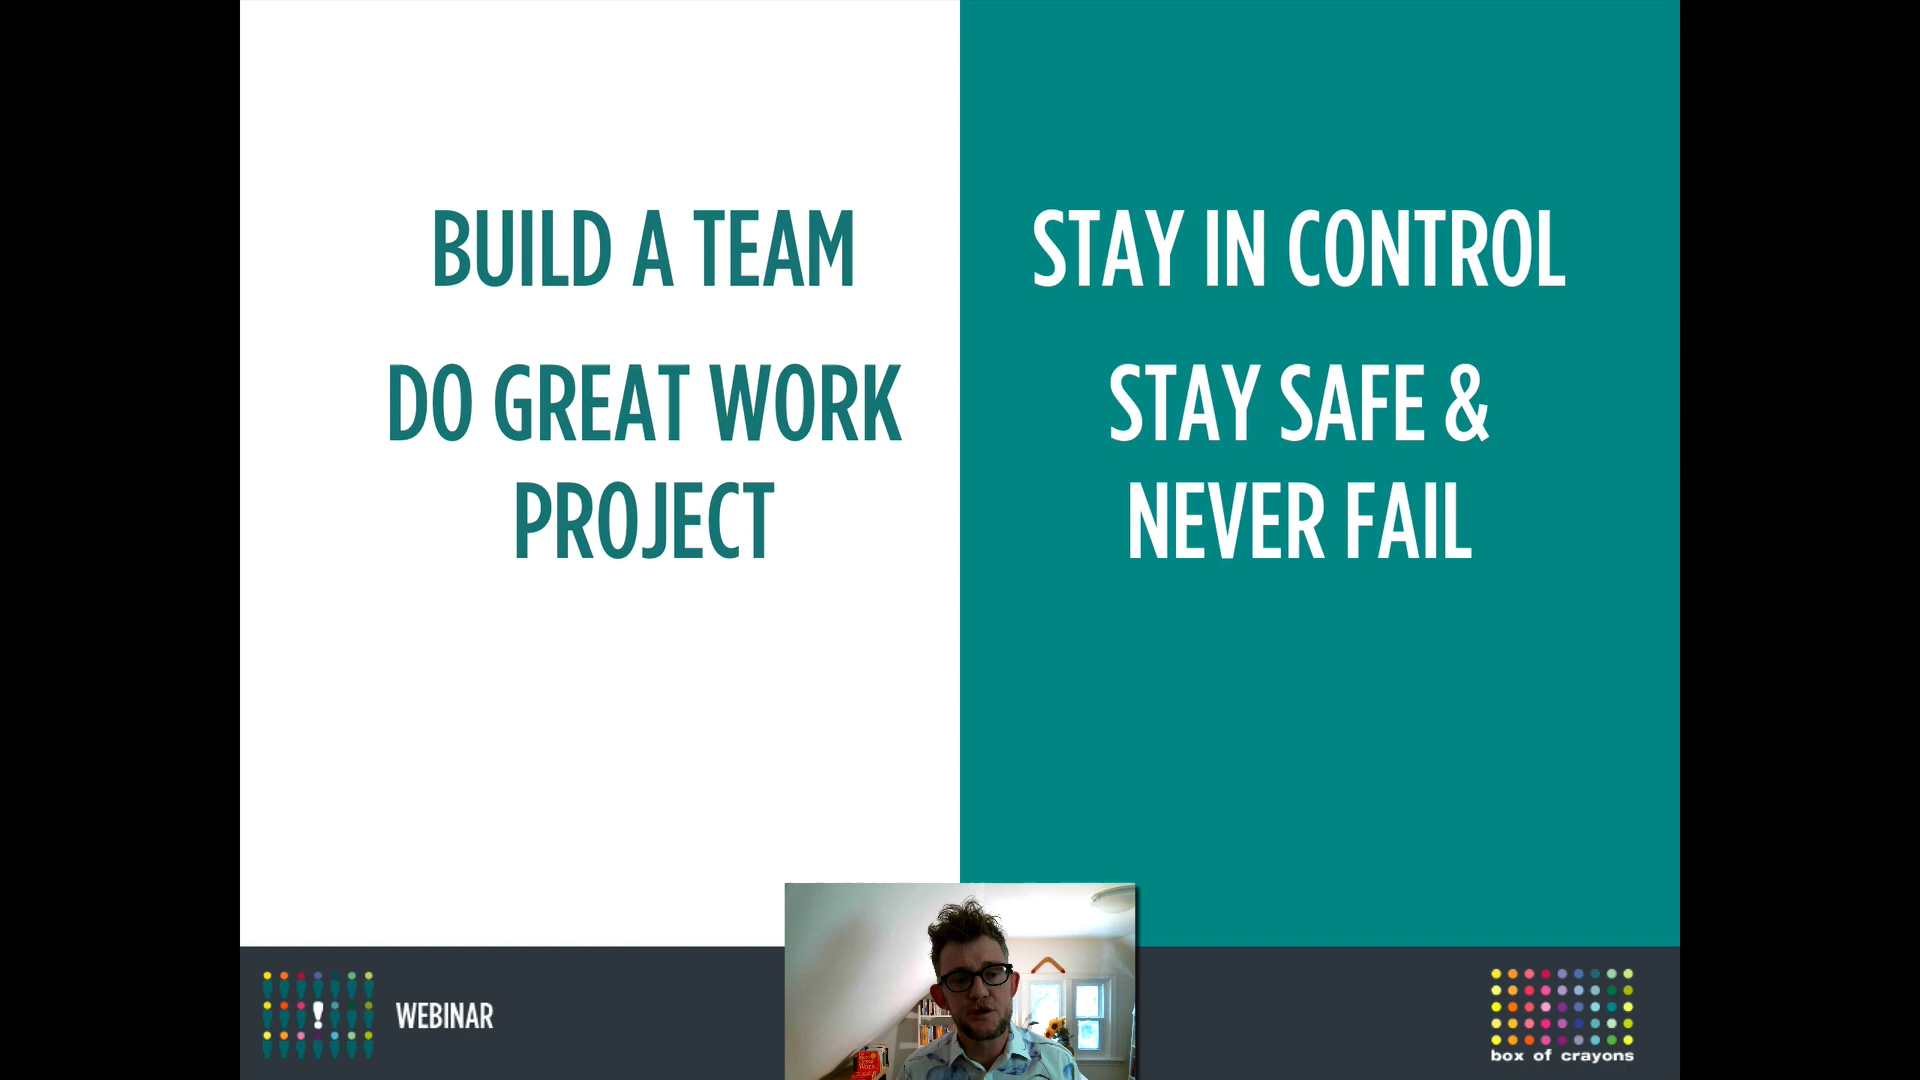 BUILD A TEAM
DO GREAT WORK
PROJECT
STAY IN CONTROL
STAY SAFE &
NEVER FAIL
WEBINAR
box of crayons